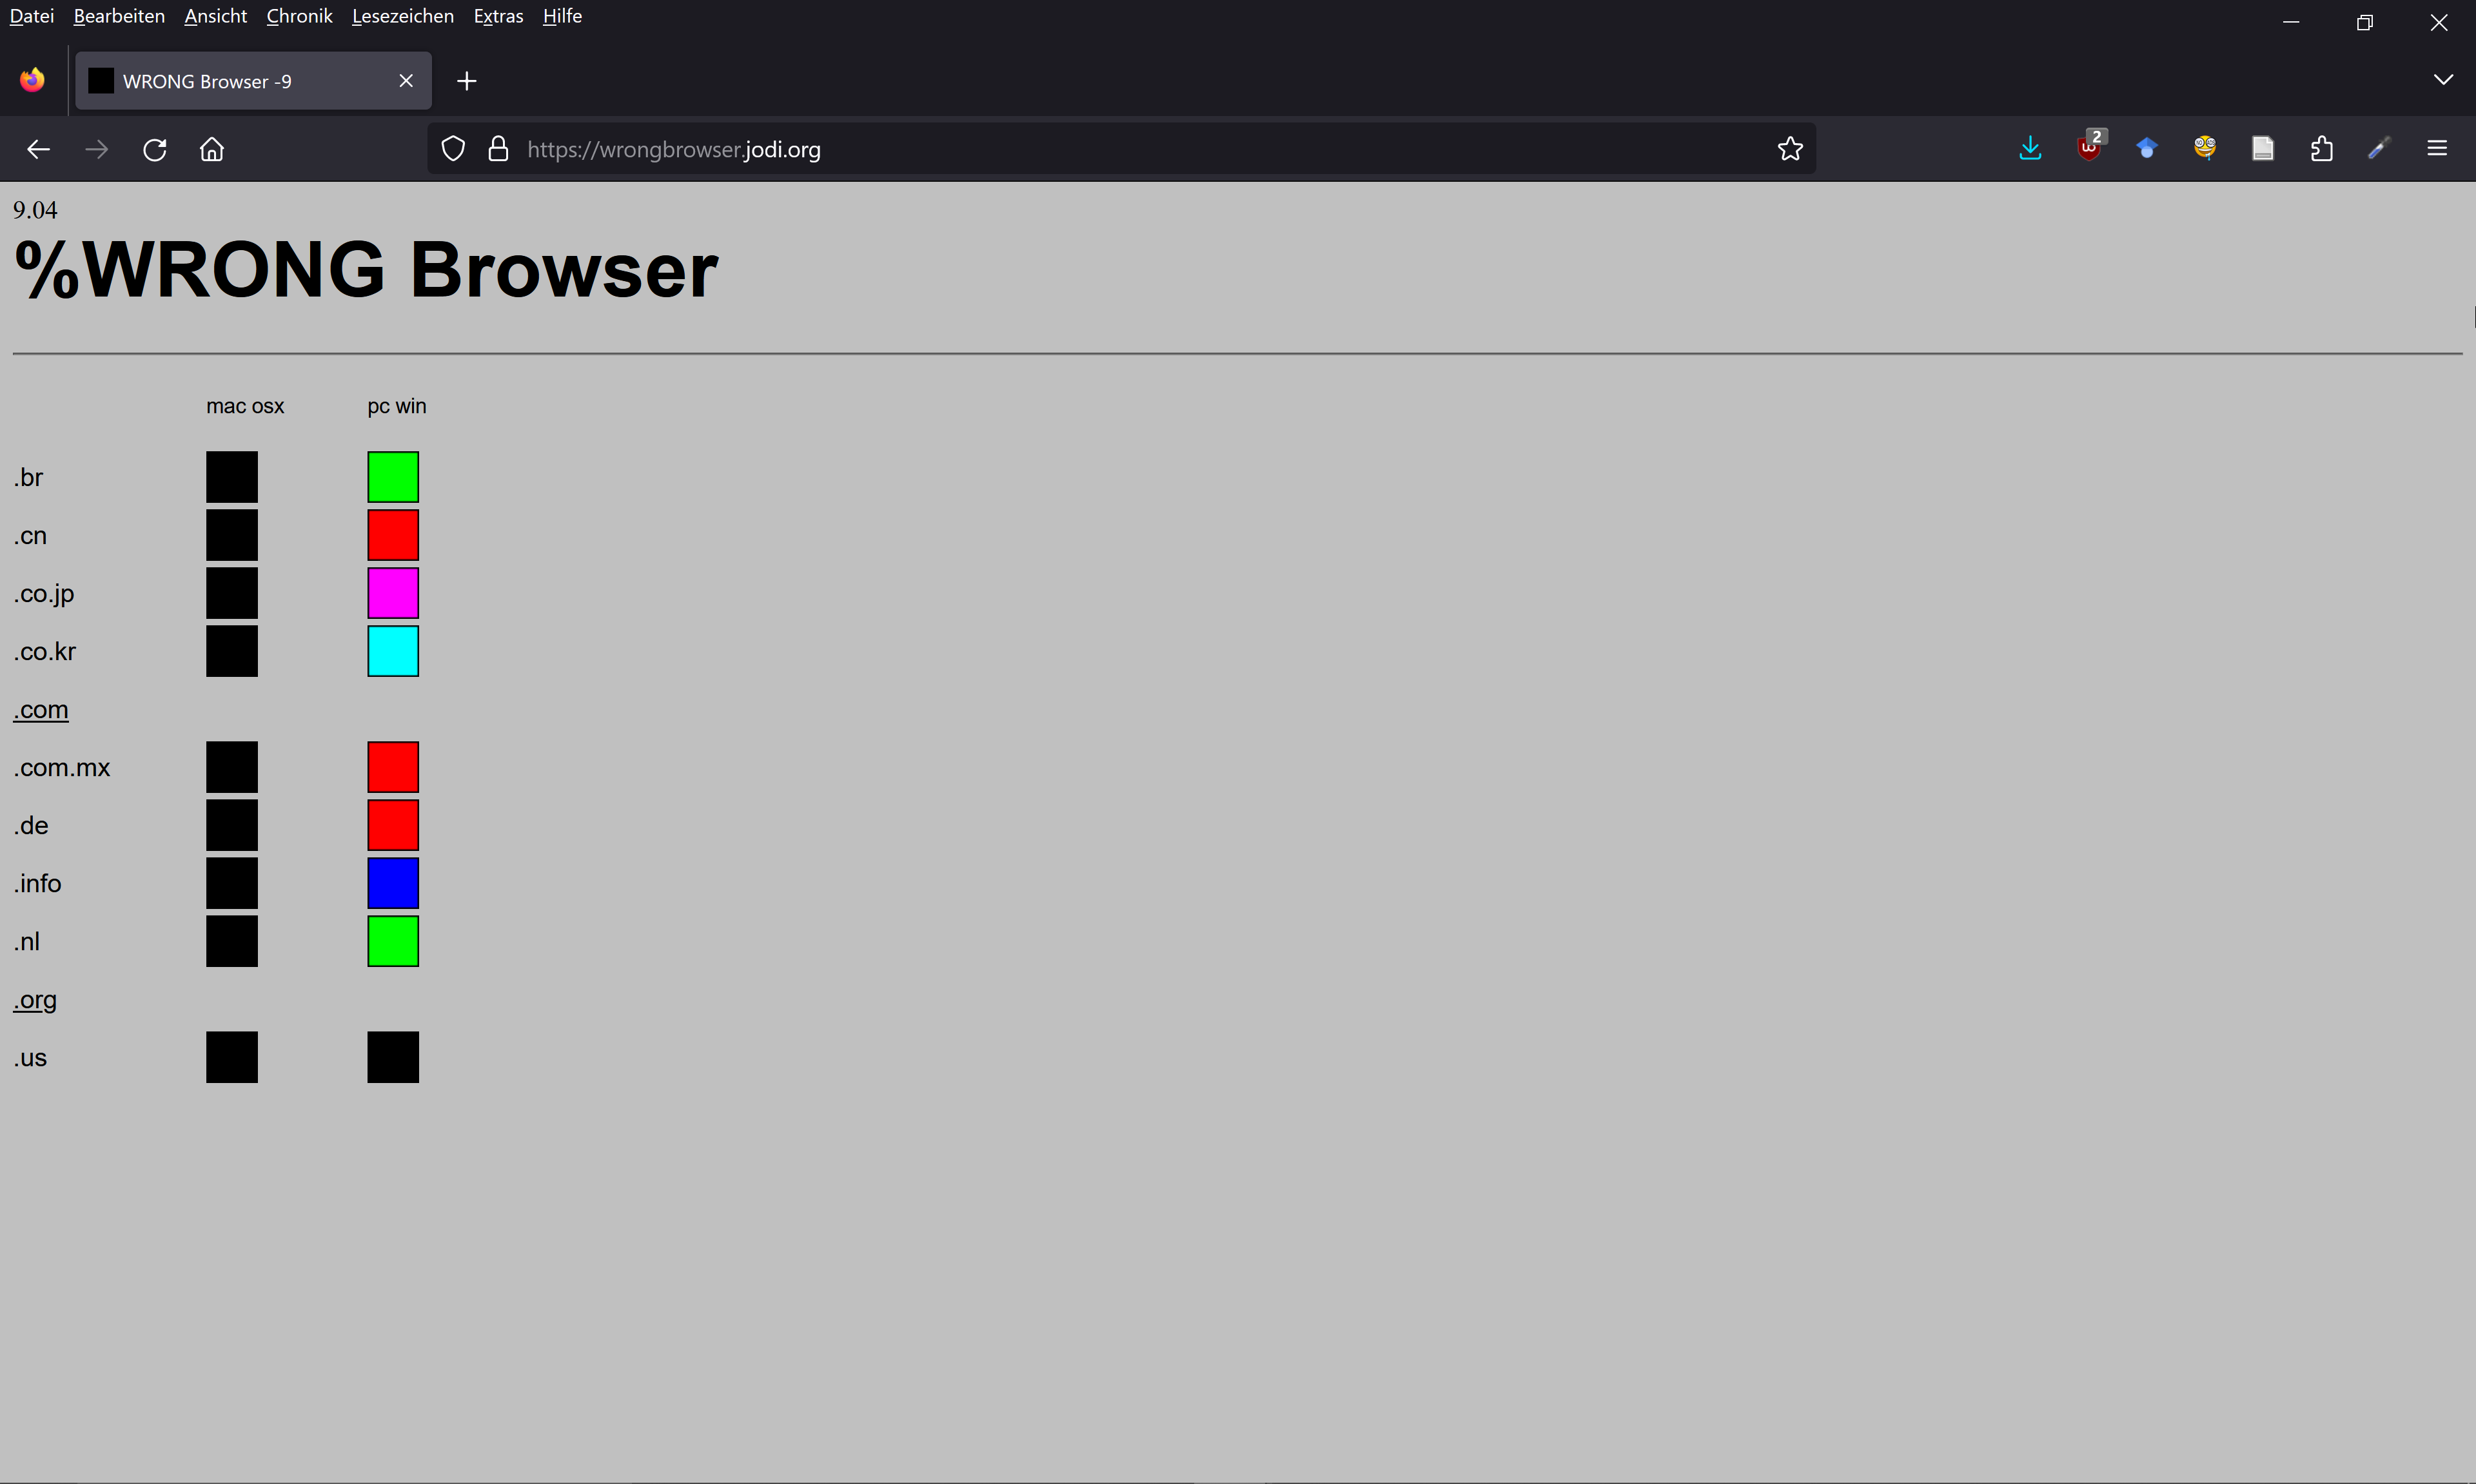 Datei Bearbeiten Ansicht Chronik Lesezeichen Extras Hilfe
WRONG Browser -9
https://wrongbrowser.jodi.org
2
9.04
%WRONG Browser
mac osx pc win
.br
.cn
.co.jp
.co.kr
.com
.com.mx
.de
.info
.nl
.org
.us